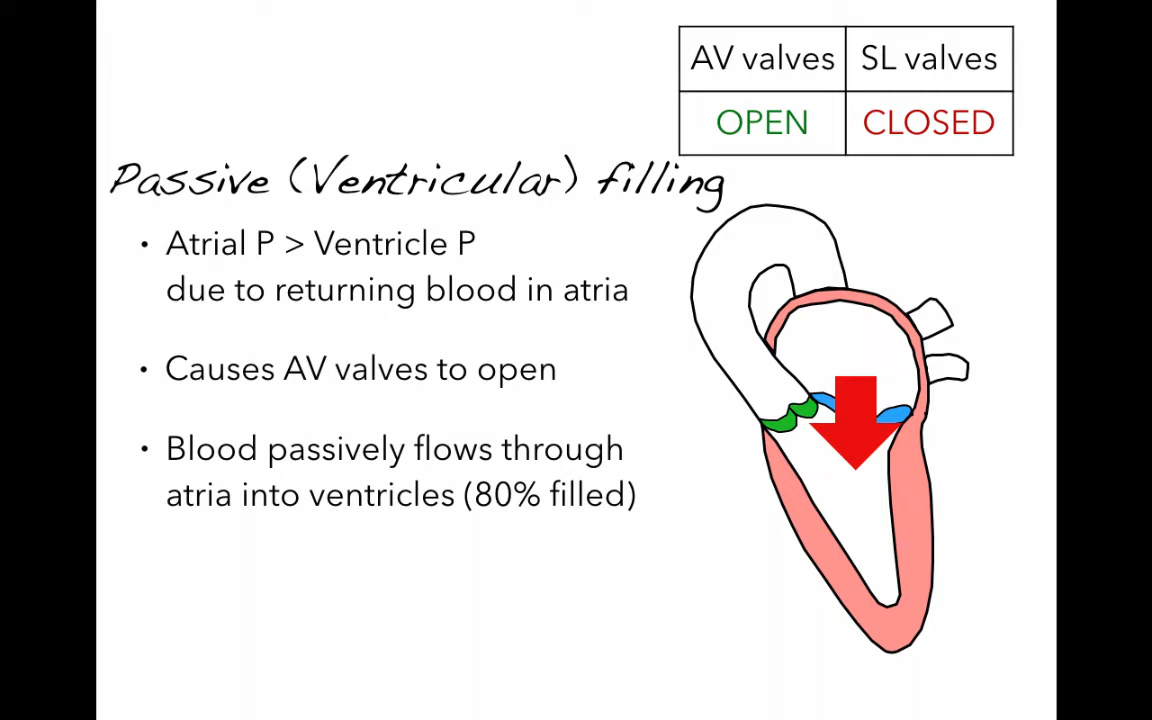 AV valves SL valves
OPEN CLOSED
Passive (Ventricular) filling
• Atrial P > Ventricle P
due to returning blood in atria
• Causes AV valves to open
• Blood passively flows through
atria into ventricles (80% filled)